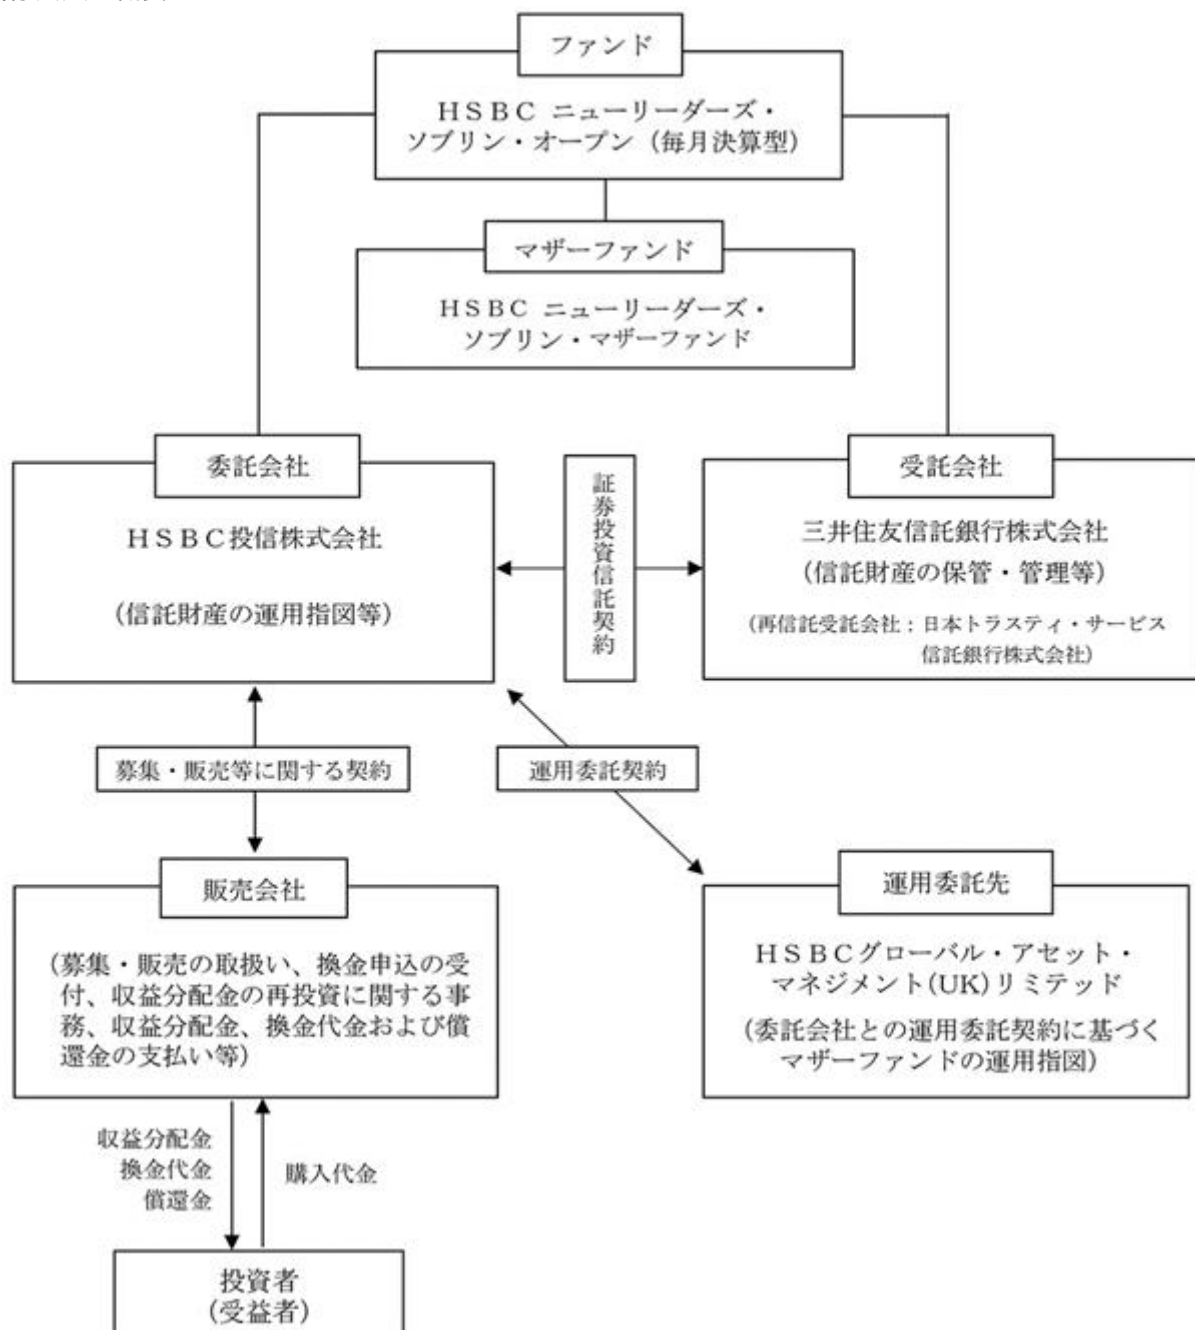 ファンド
HSBC ニューリーダーズ・
ソブリン・オープン（毎月決算型）
マザーファンド
HSBC ニューリーダーズ・
ソブリン・マザーファンド
委託会社
HSBC投信株式会社
(信託財産の運用指図等)
証券投資信託契約
受託会社
三井住友信託銀行株式会社
(信託財産の保管・管理等)
(再信託受託会社：日本トラスティ・サービス
信託銀行株式会社)
募集・販売等に関する契約
運用委託契約
販売会社
(募集・販売の取扱い、換金申込の受
付、収益分配金の再投資に関する事
務、収益分配金、換金代金および償
還金の支払い等)
運用委託先
HSBCグローバル・アセット・
マネジメント(UK)リミテッド
(委託会社との運用委託契約に基づく
マザーファンドの運用指図)
収益分配金
換金代金
償還金
購入代金
投資者
(受益者)